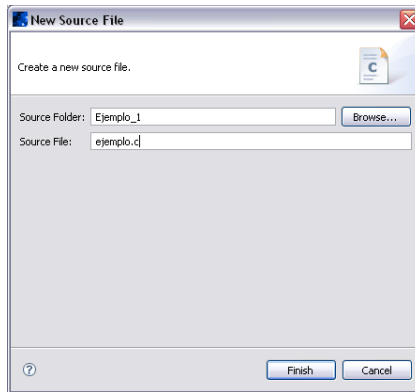 New Source File
Create a new source file.
C
Source Folder: Ejemplo_1 Browse...
Source File: ejemplo.c
? Finish Cancel